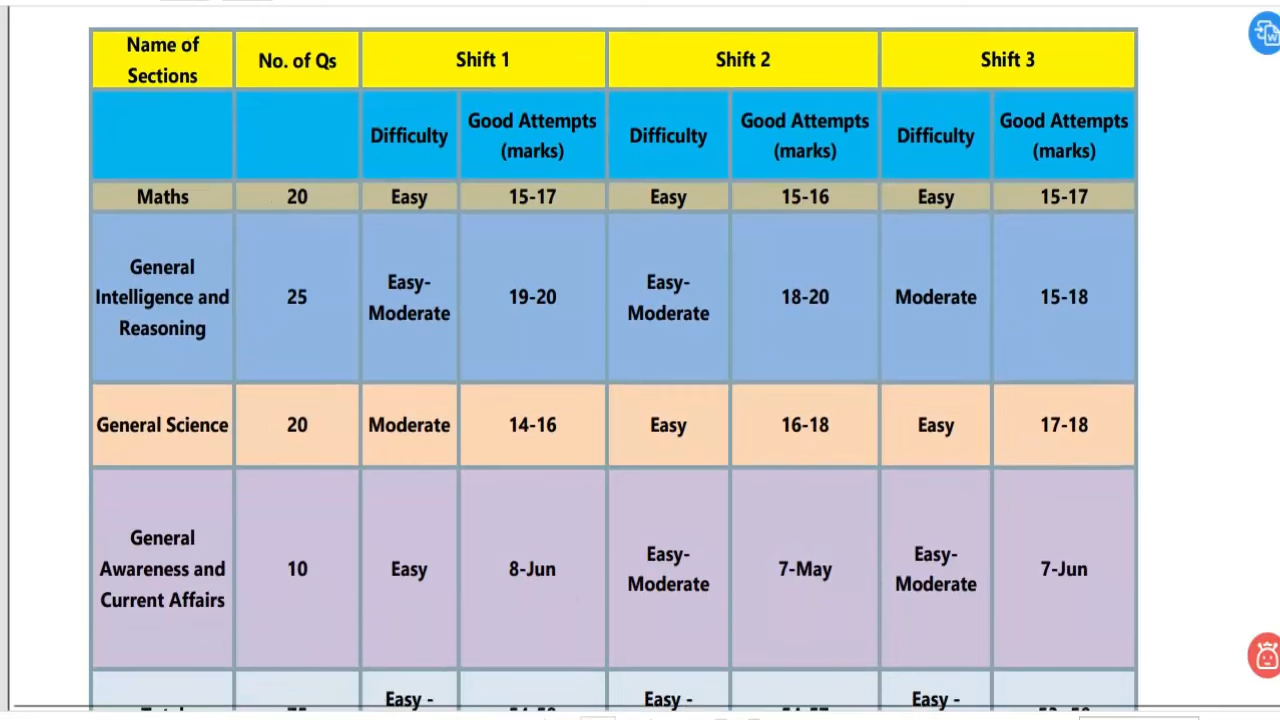 Name of Sections No. of Qs Shift 1 Shift 2 Shift 3
Difficulty Good Attempts (marks) Difficulty Good Attempts (marks) Difficulty Good Attempts (marks)
Maths 20 Easy 15-17 Easy 15-16 Easy 15-17
General Intelligence and Reasoning 25 Easy-Moderate 19-20 Easy-Moderate 18-20 Moderate 15-18
General Science 20 Moderate 14-16 Easy 16-18 Easy 17-18
General Awareness and Current Affairs 10 Easy 8-Jun Easy-Moderate 7-May Easy-Moderate 7-Jun
Easy - Easy - Easy -